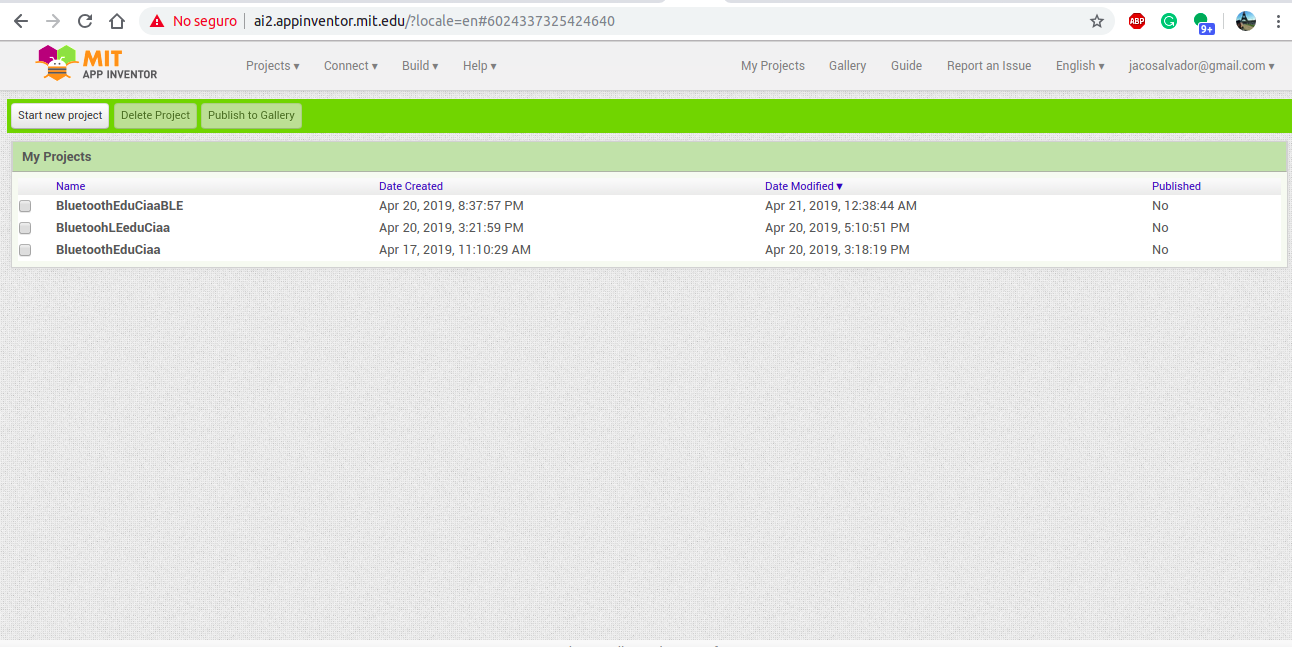 No seguro ai2.appinventor.mit.edu/?locale=en#6024337325424640 ABP 9+
MIT
APP INVENTOR
Projects ▾ Connect ▾ Build ▾ Help ▾ My Projects Gallery Guide Report an Issue English ▾ jacosalvador@gmail.com ▾
Start new project Delete Project Publish to Gallery
My Projects
Name Date Created Date Modified ▼ Published
BluetoothEduCiaaBLE Apr 20, 2019, 8:37:57 PM Apr 21, 2019, 12:38:44 AM No
BluetoohLEeduCiaa Apr 20, 2019, 3:21:59 PM Apr 20, 2019, 5:10:51 PM No
BluetoothEduCiaa Apr 17, 2019, 11:10:29 AM Apr 20, 2019, 3:18:19 PM No